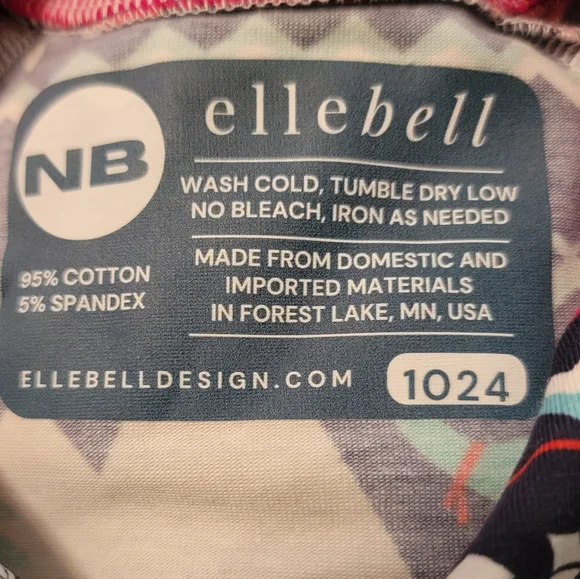 NB
ellebell
WASH COLD, TUMBLE DRY LOW
NO BLEACH, IRON AS NEEDED
95% COTTON
5% SPANDEX
MADE FROM DOMESTIC AND
IMPORTED MATERIALS
IN FOREST LAKE, MN, USA
ELLEBELLDESIGN.COM
1024